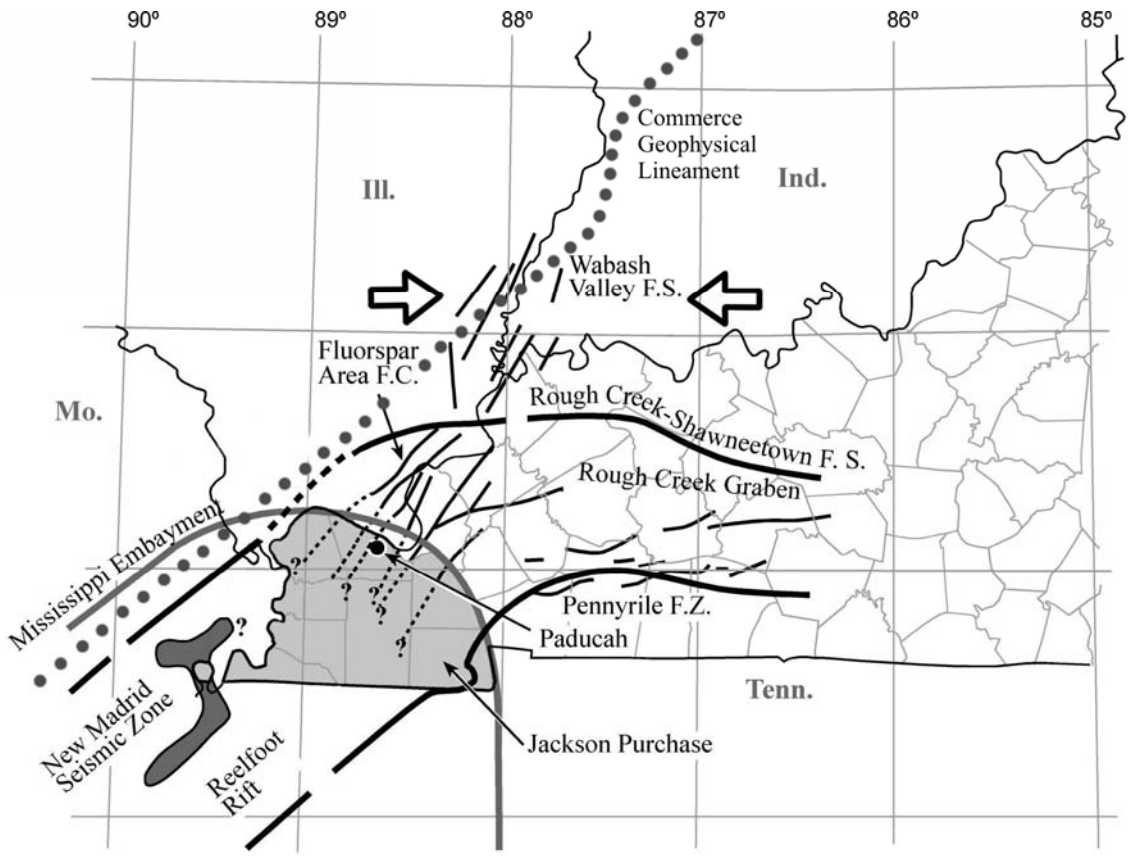 90º 89º 88º 87º 86º 85º
Commerce
Geophysical
Lineament
Ill.
Ind.
Wabash
Valley F.S.
Fluorspar
Area F.C.
Mo.
Rough Creek-Shawneetown F. S.
Rough Creek Graben
Mississippi Embayment
?
?
?
?
?
?
Pennyrile F.Z.
Paducah
Tenn.
New Madrid
Seismic Zone
Reelfoot
Rift
Jackson Purchase